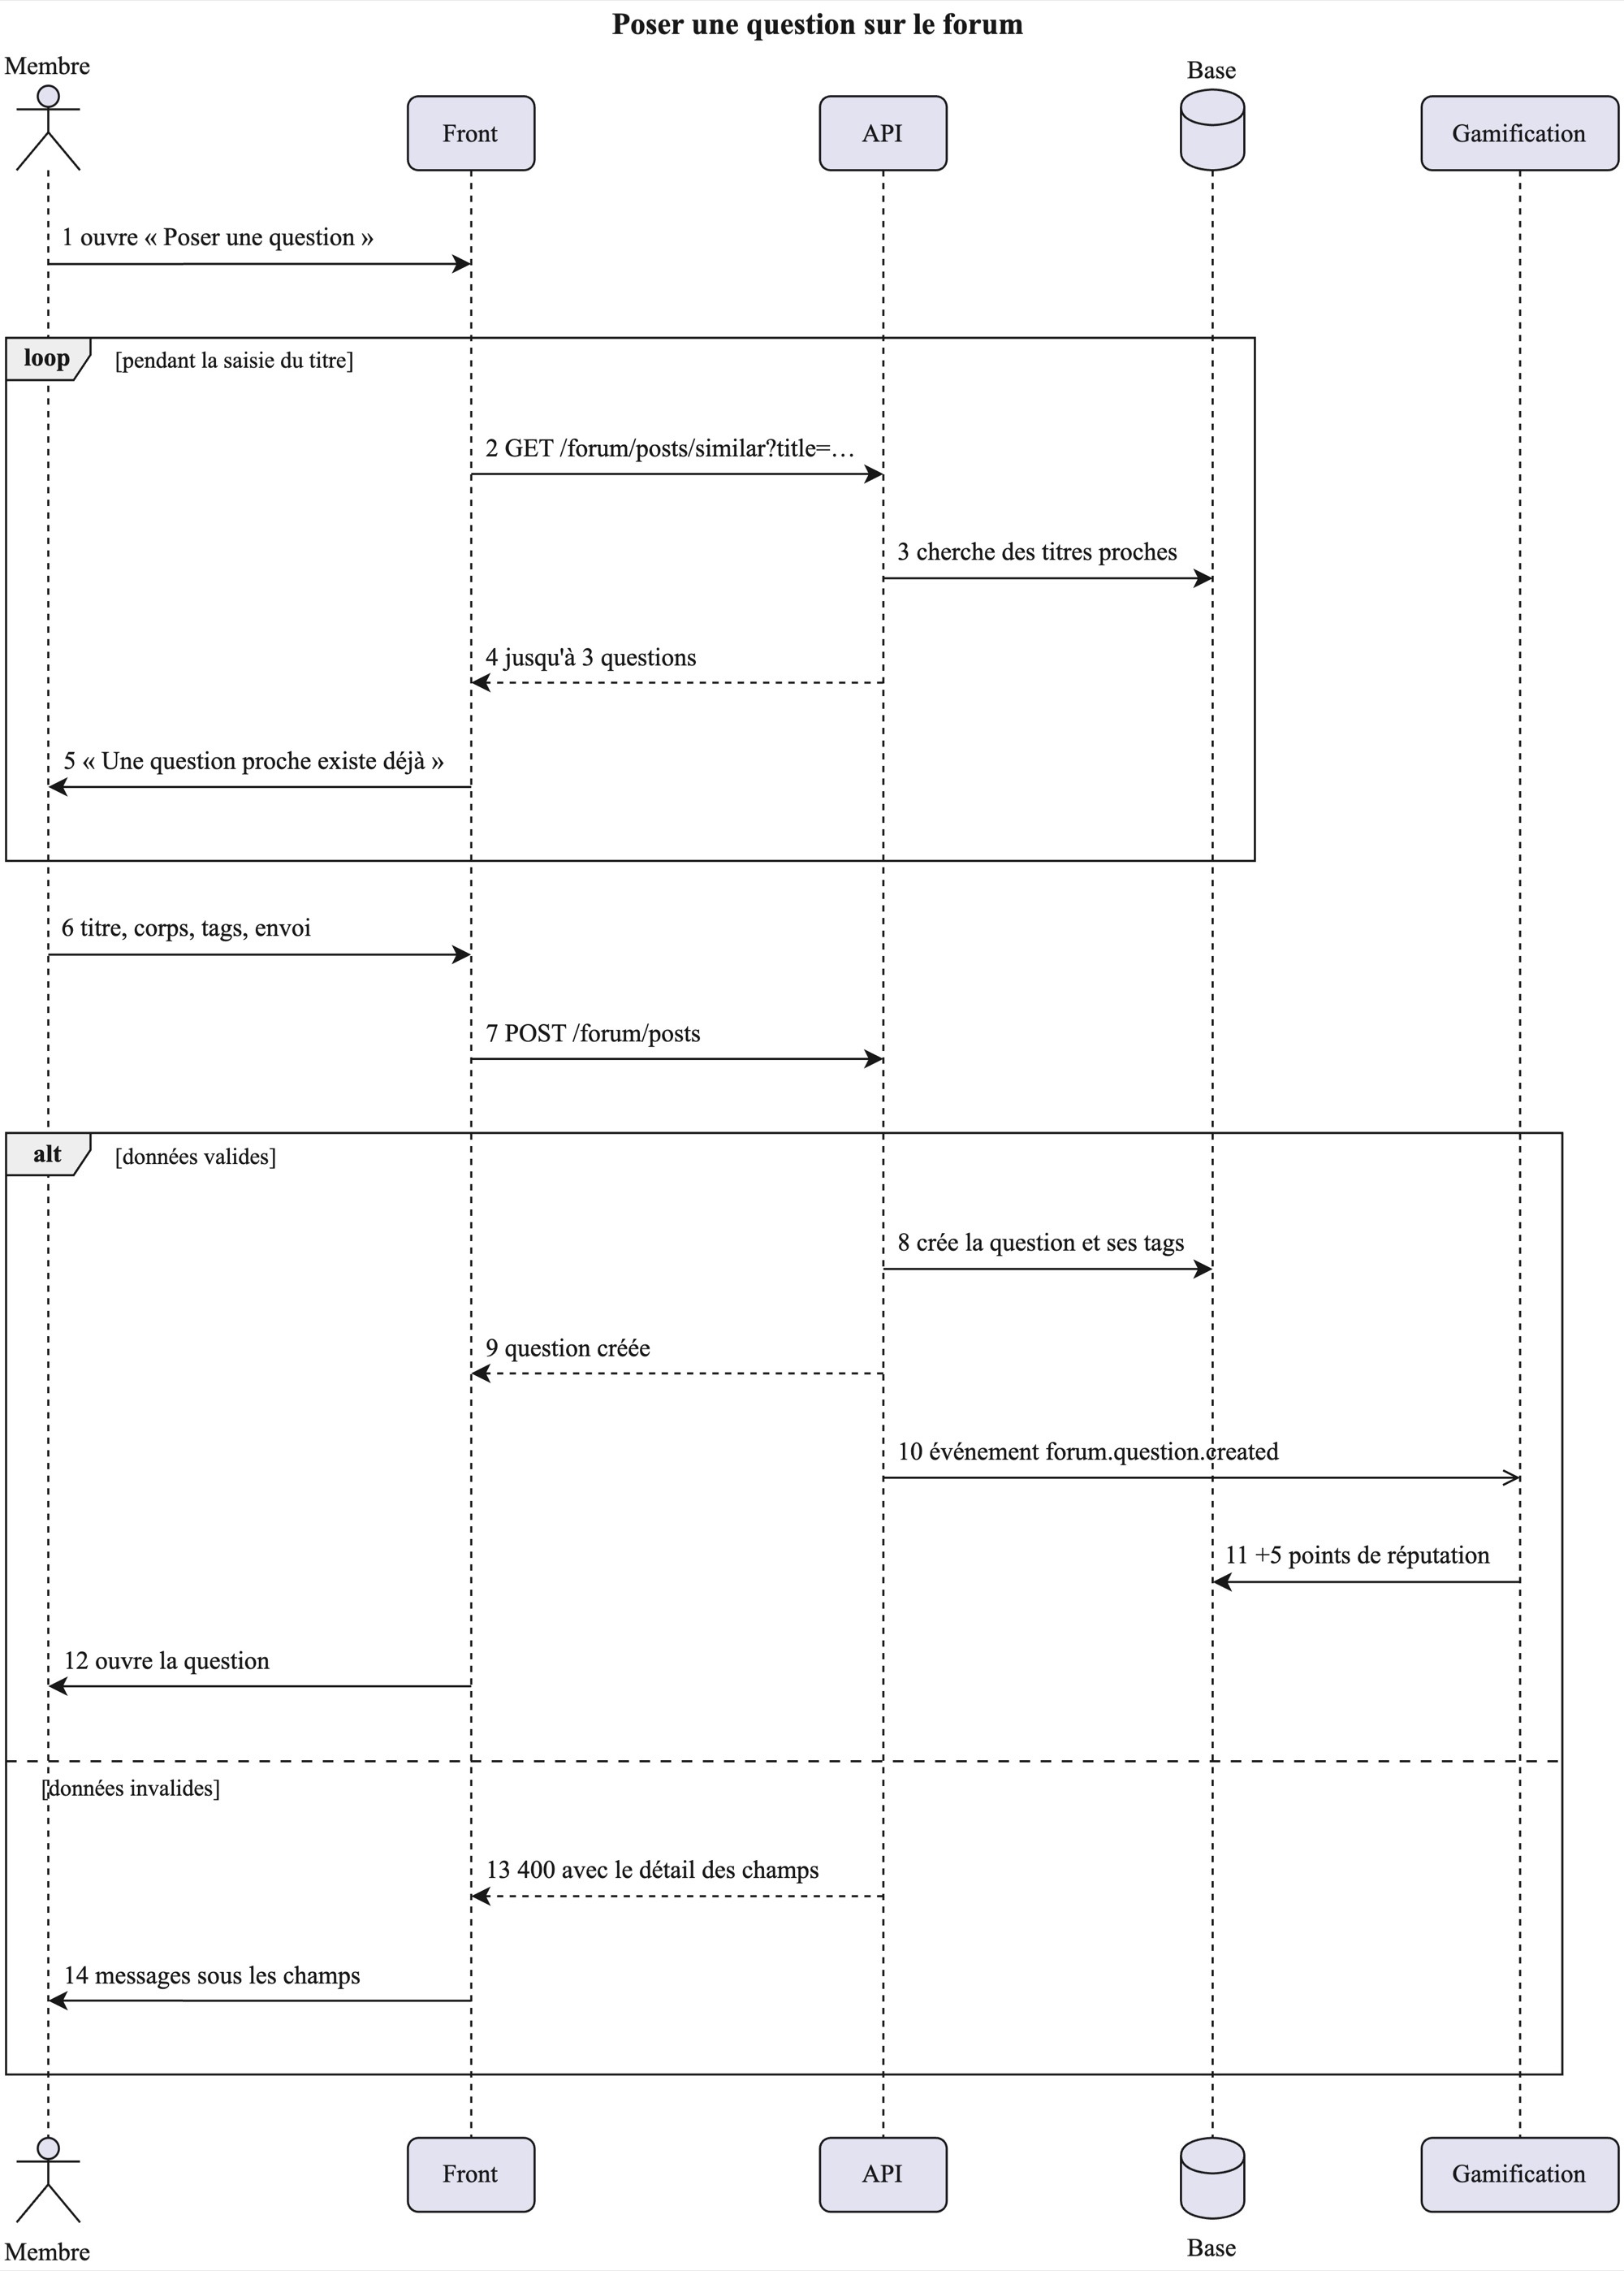 Poser une question sur le forum
Membre
Base
Front
API
Gamification
1 ouvre « Poser une question »
loop
[pendant la saisie du titre]
2 GET /forum/posts/similar?title=…
3 cherche des titres proches
4 jusqu'à 3 questions
5 « Une question proche existe déjà »
6 titre, corps, tags, envoi
7 POST /forum/posts
alt
[données valides]
8 crée la question et ses tags
9 question créée
10 événement forum.question.created
11 +5 points de réputation
12 ouvre la question
[données invalides]
13 400 avec le détail des champs
14 messages sous les champs
Front
API
Gamification
Membre
Base